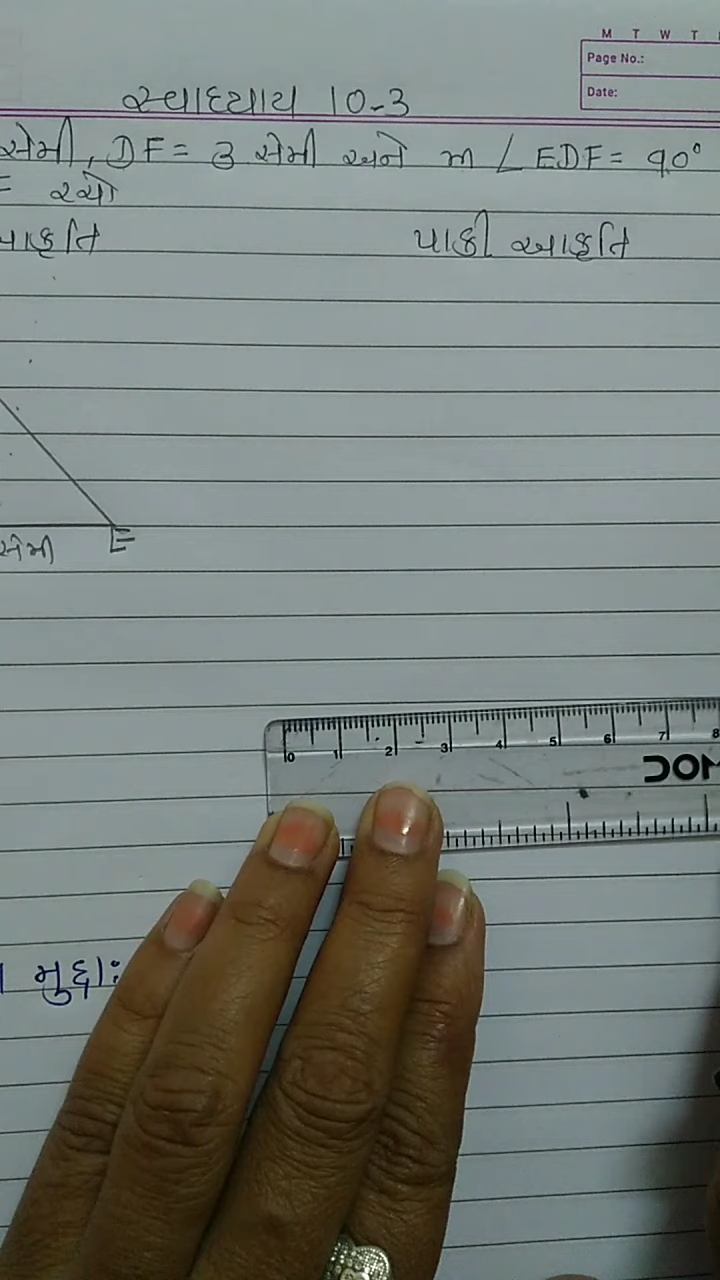 M T W T
Page No.:
Date:
સ્વાધ્યાય 10-3
સેમી, DF = 3 સેમી અને m ∠EDF = 90°
= રચો
આકૃતિ
પાકી આકૃતિ
સેમી
E
0 1 2 3 4 5 6 7 8
મુદ્દા: